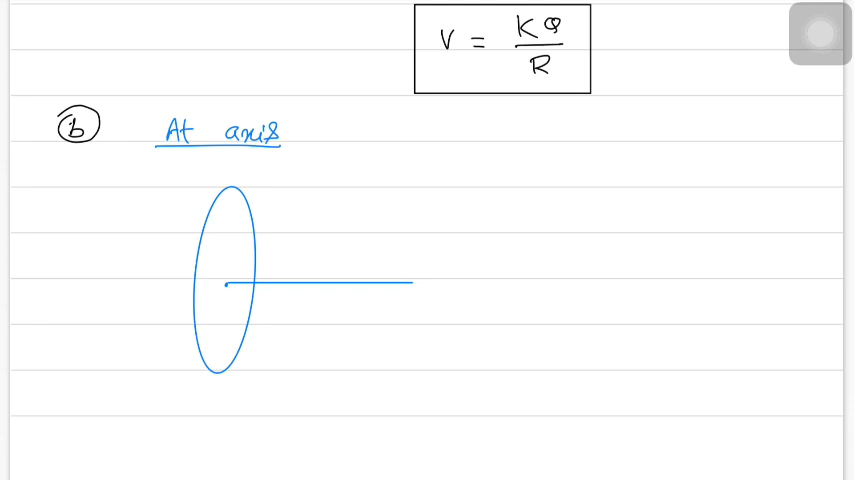 V = KQ/R
b At axis